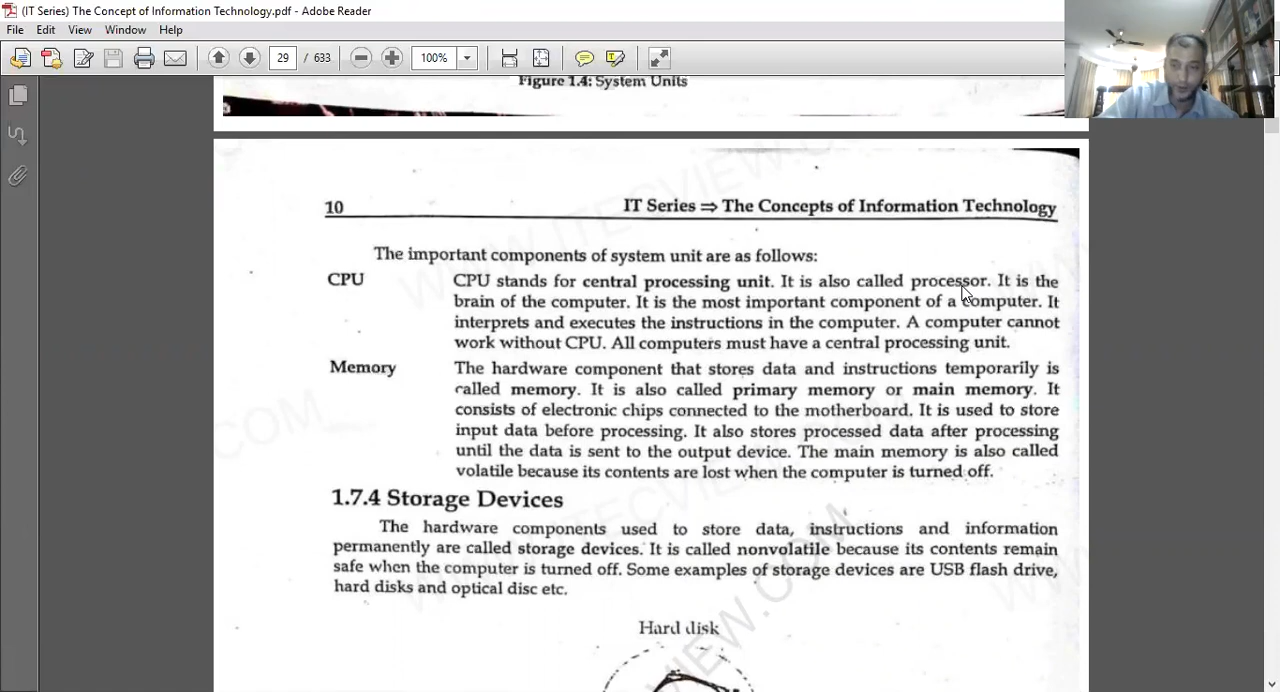 (IT Series) The Concept of Information Technology.pdf - Adobe Reader
File Edit View Window Help
29 / 633 100%
Figure 1.4: System Units
10 IT Series ⇒ The Concepts of Information Technology
The important components of system unit are as follows:
CPU CPU stands for central processing unit. It is also called processor. It is the
brain of the computer. It is the most important component of a computer. It
interprets and executes the instructions in the computer. A computer cannot
work without CPU. All computers must have a central processing unit.
Memory The hardware component that stores data and instructions temporarily is
called memory. It is also called primary memory or main memory. It
consists of electronic chips connected to the motherboard. It is used to store
input data before processing. It also stores processed data after processing
until the data is sent to the output device. The main memory is also called
volatile because its contents are lost when the computer is turned off.
1.7.4 Storage Devices
The hardware components used to store data, instructions and information
permanently are called storage devices. It is called nonvolatile because its contents remain
safe when the computer is turned off. Some examples of storage devices are USB flash drive,
hard disks and optical disc etc.
Hard disk